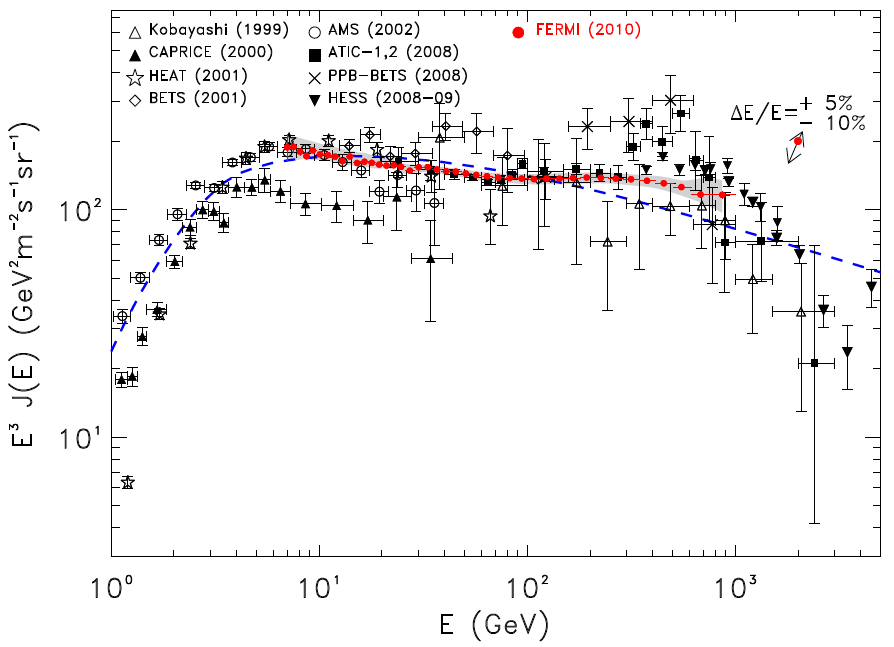 Kobayashi (1999)
CAPRICE (2000)
HEAT (2001)
BETS (2001)
AMS (2002)
ATIC-1,2 (2008)
PPB-BETS (2008)
HESS (2008-09)
FERMI (2010)
ΔE/E=+ 5%
- 10%
E³ J(E) (GeV²m⁻²s⁻¹sr⁻¹)
10²
10¹
10⁰
10¹
10²
10³
E (GeV)